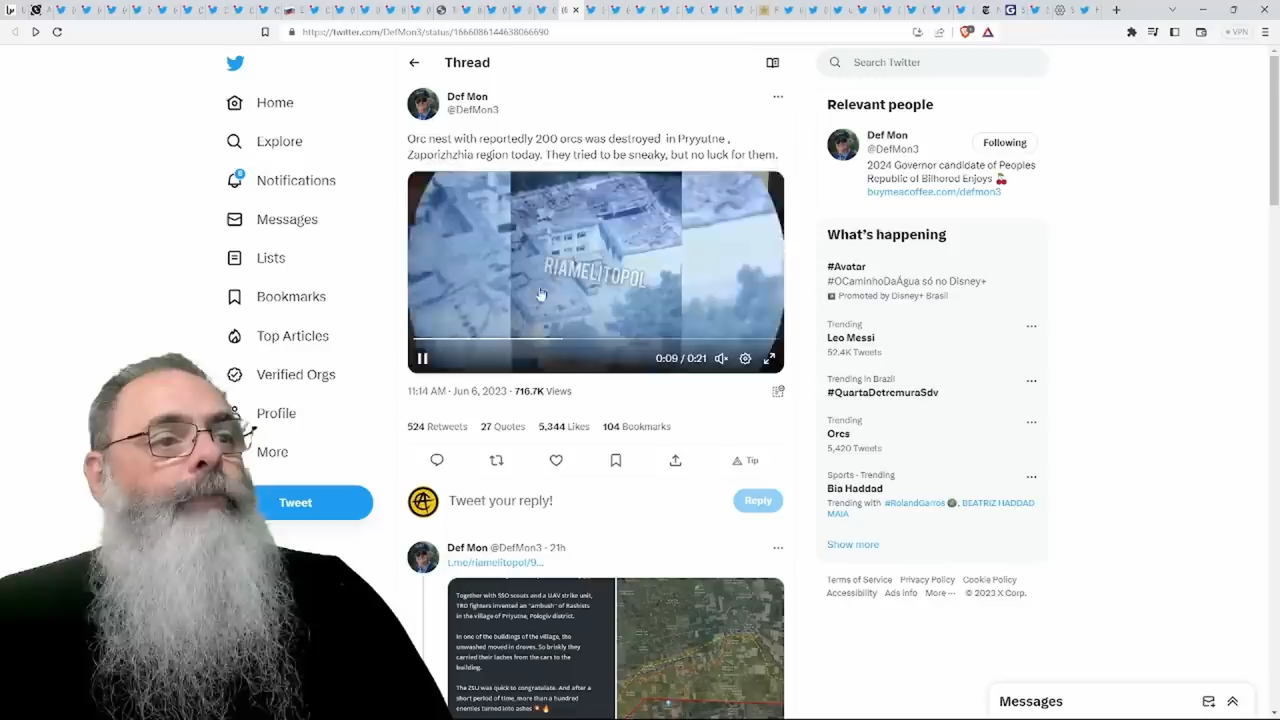 https://twitter.com/DefMon3/status/1666086144638066690
Home
Explore
Notifications
Messages
Lists
Bookmarks
Top Articles
Verified Orgs
Profile
More
Tweet
Thread
Def Mon
@DefMon3
Orc nest with reportedly 200 orcs was destroyed in Pryyutne ,
Zaporizhzhia region today. They tried to be sneaky, but no luck for them.
RIAMELITOPOL
0:09 / 0:21
11:14 AM · Jun 6, 2023 · 716.7K Views
524 Retweets 27 Quotes 5,344 Likes 104 Bookmarks
Tip
Tweet your reply!
Reply
Def Mon @DefMon3 · 21h
t.me/riamelitopol/9...
Together with SSO scouts and a UAV strike unit,
TRO fighters invented an "ambush" of Rashists
in the village of Priyutne, Pologiv district.
In one of the buildings of the village, the
unwashed moved in droves. So briskly they
carried their laches from the cars to the
building.
The ZSU was quick to congratulate. And after a
short period of time, more than a hundred
enemies turned into ashes 💥🔥
Search Twitter
Relevant people
Def Mon
@DefMon3
Following
2024 Governor candidate of Peoples
Republic of Bilhorod Enjoys 🍒
buymeacoffee.com/defmon3
What's happening
#Avatar
#OCaminhoDaÁgua só no Disney+
Promoted by Disney+ Brasil
Trending
Leo Messi
52.4K Tweets
Trending in Brazil
#QuartaDetremuraSdv
Trending
Orcs
5,420 Tweets
Sports · Trending
Bia Haddad
Trending with #RolandGarros, BEATRIZ HADDAD
MAIA
Show more
Terms of Service Privacy Policy Cookie Policy
Accessibility Ads info More ··· © 2023 X Corp.
Messages